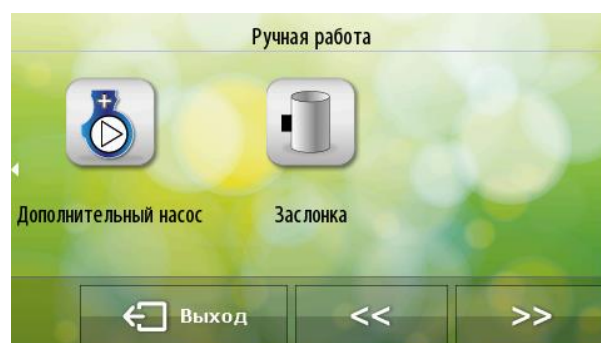 Ручная работа
Дополнительный насос
Заслонка
Выход
<<
>>